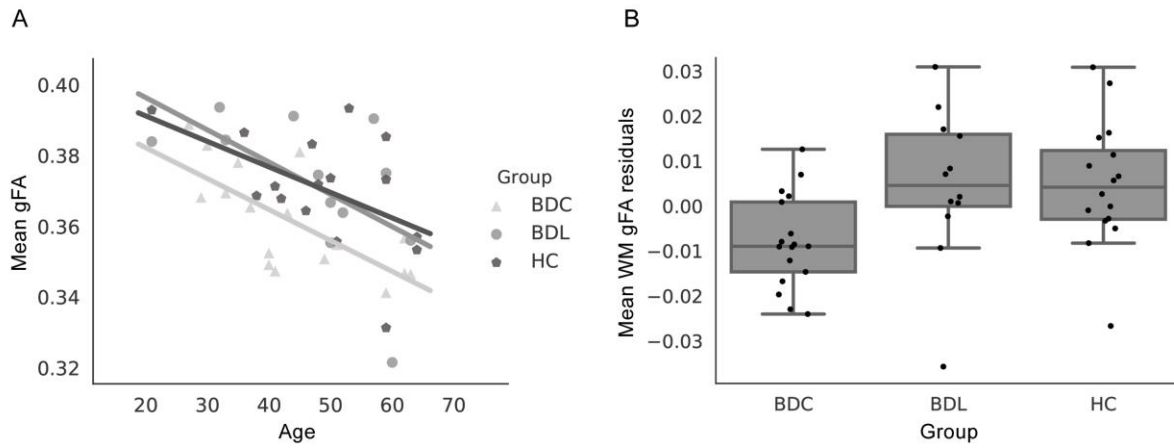 A
Mean gFA
0.40
0.38
0.36
0.34
0.32
20 30 40 50 60 70
Age
Group
BDC
BDL
HC
B
Mean WM gFA residuals
0.03
0.02
0.01
0.00
−0.01
−0.02
−0.03
BDC BDL HC
Group